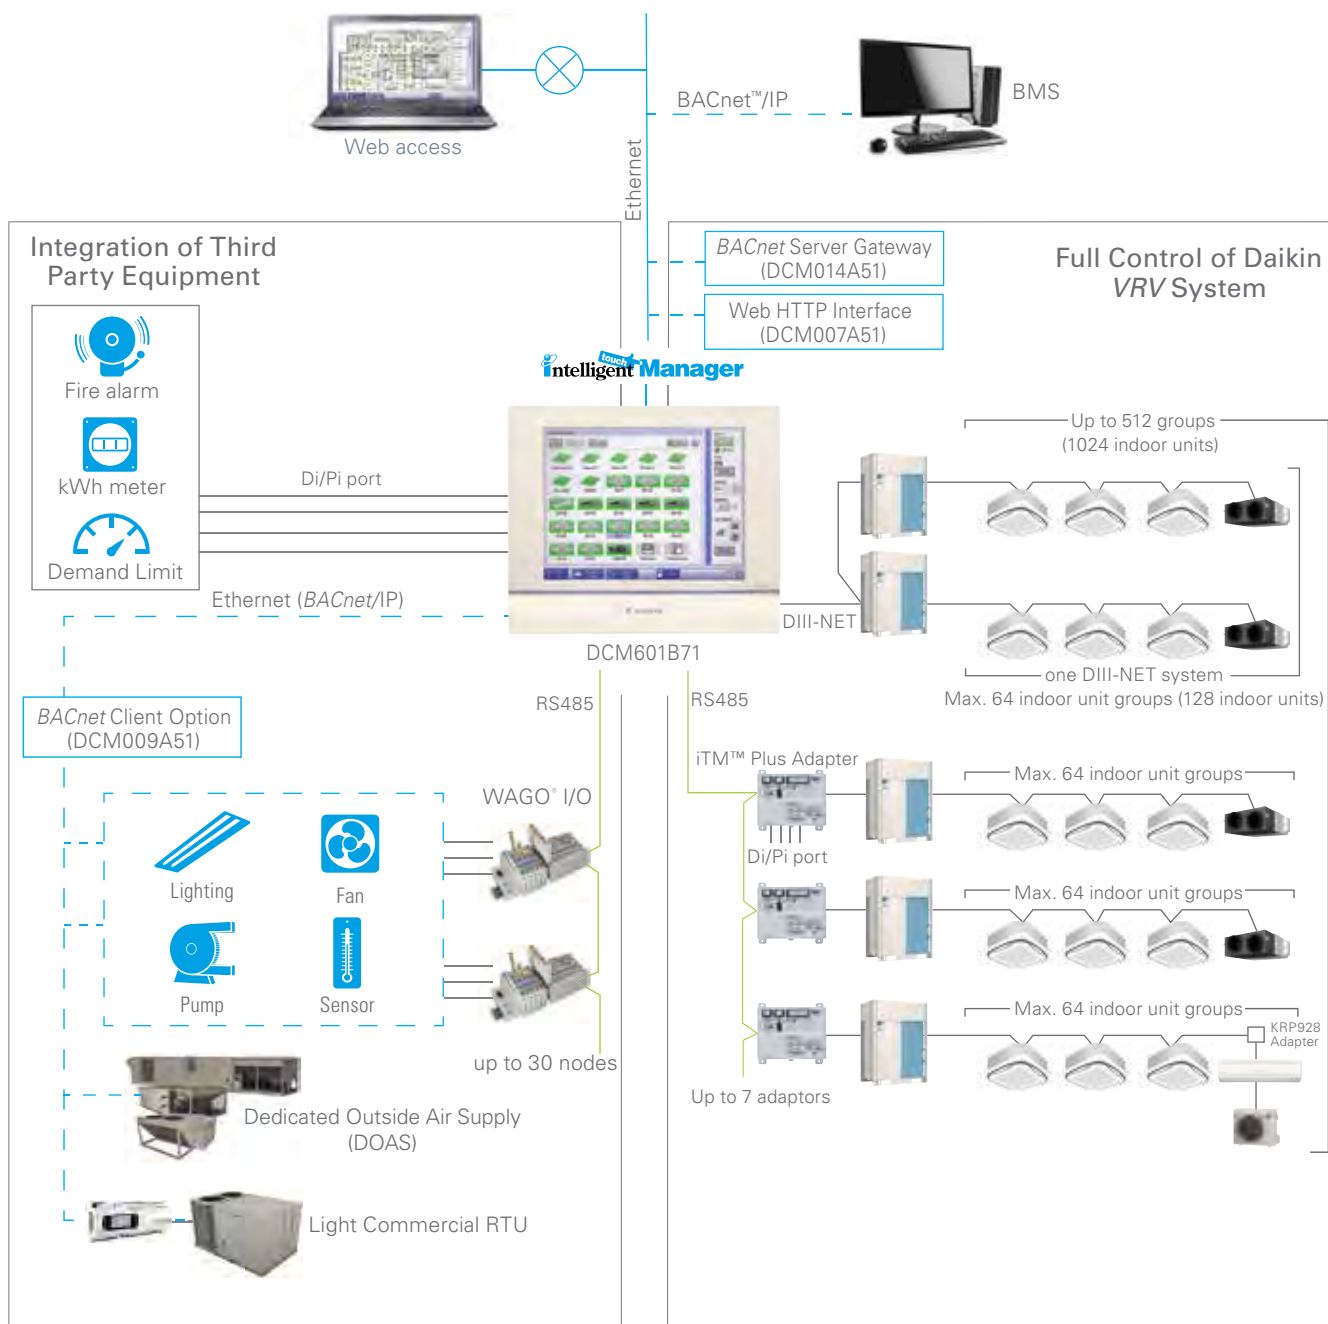 Web access
BACnet™/IP
BMS
Ethernet
Integration of Third
Party Equipment
Fire alarm
kWh meter
Demand Limit
Di/Pi port
Ethernet (BACnet/IP)
BACnet Server Gateway
(DCM014A51)
Web HTTP Interface
(DCM007A51)
Full Control of Daikin
VRV System
intelligent touch Manager
DCM601B71
Up to 512 groups
(1024 indoor units)
DIII-NET
one DIII-NET system
Max. 64 indoor unit groups (128 indoor units)
RS485
RS485
BACnet Client Option
(DCM009A51)
WAGO® I/O
Lighting
Fan
Pump
Sensor
up to 30 nodes
Dedicated Outside Air Supply
(DOAS)
Light Commercial RTU
iTM™ Plus Adapter
Di/Pi port
Max. 64 indoor unit groups
Max. 64 indoor unit groups
Max. 64 indoor unit groups
KRP928
Adapter
Up to 7 adaptors